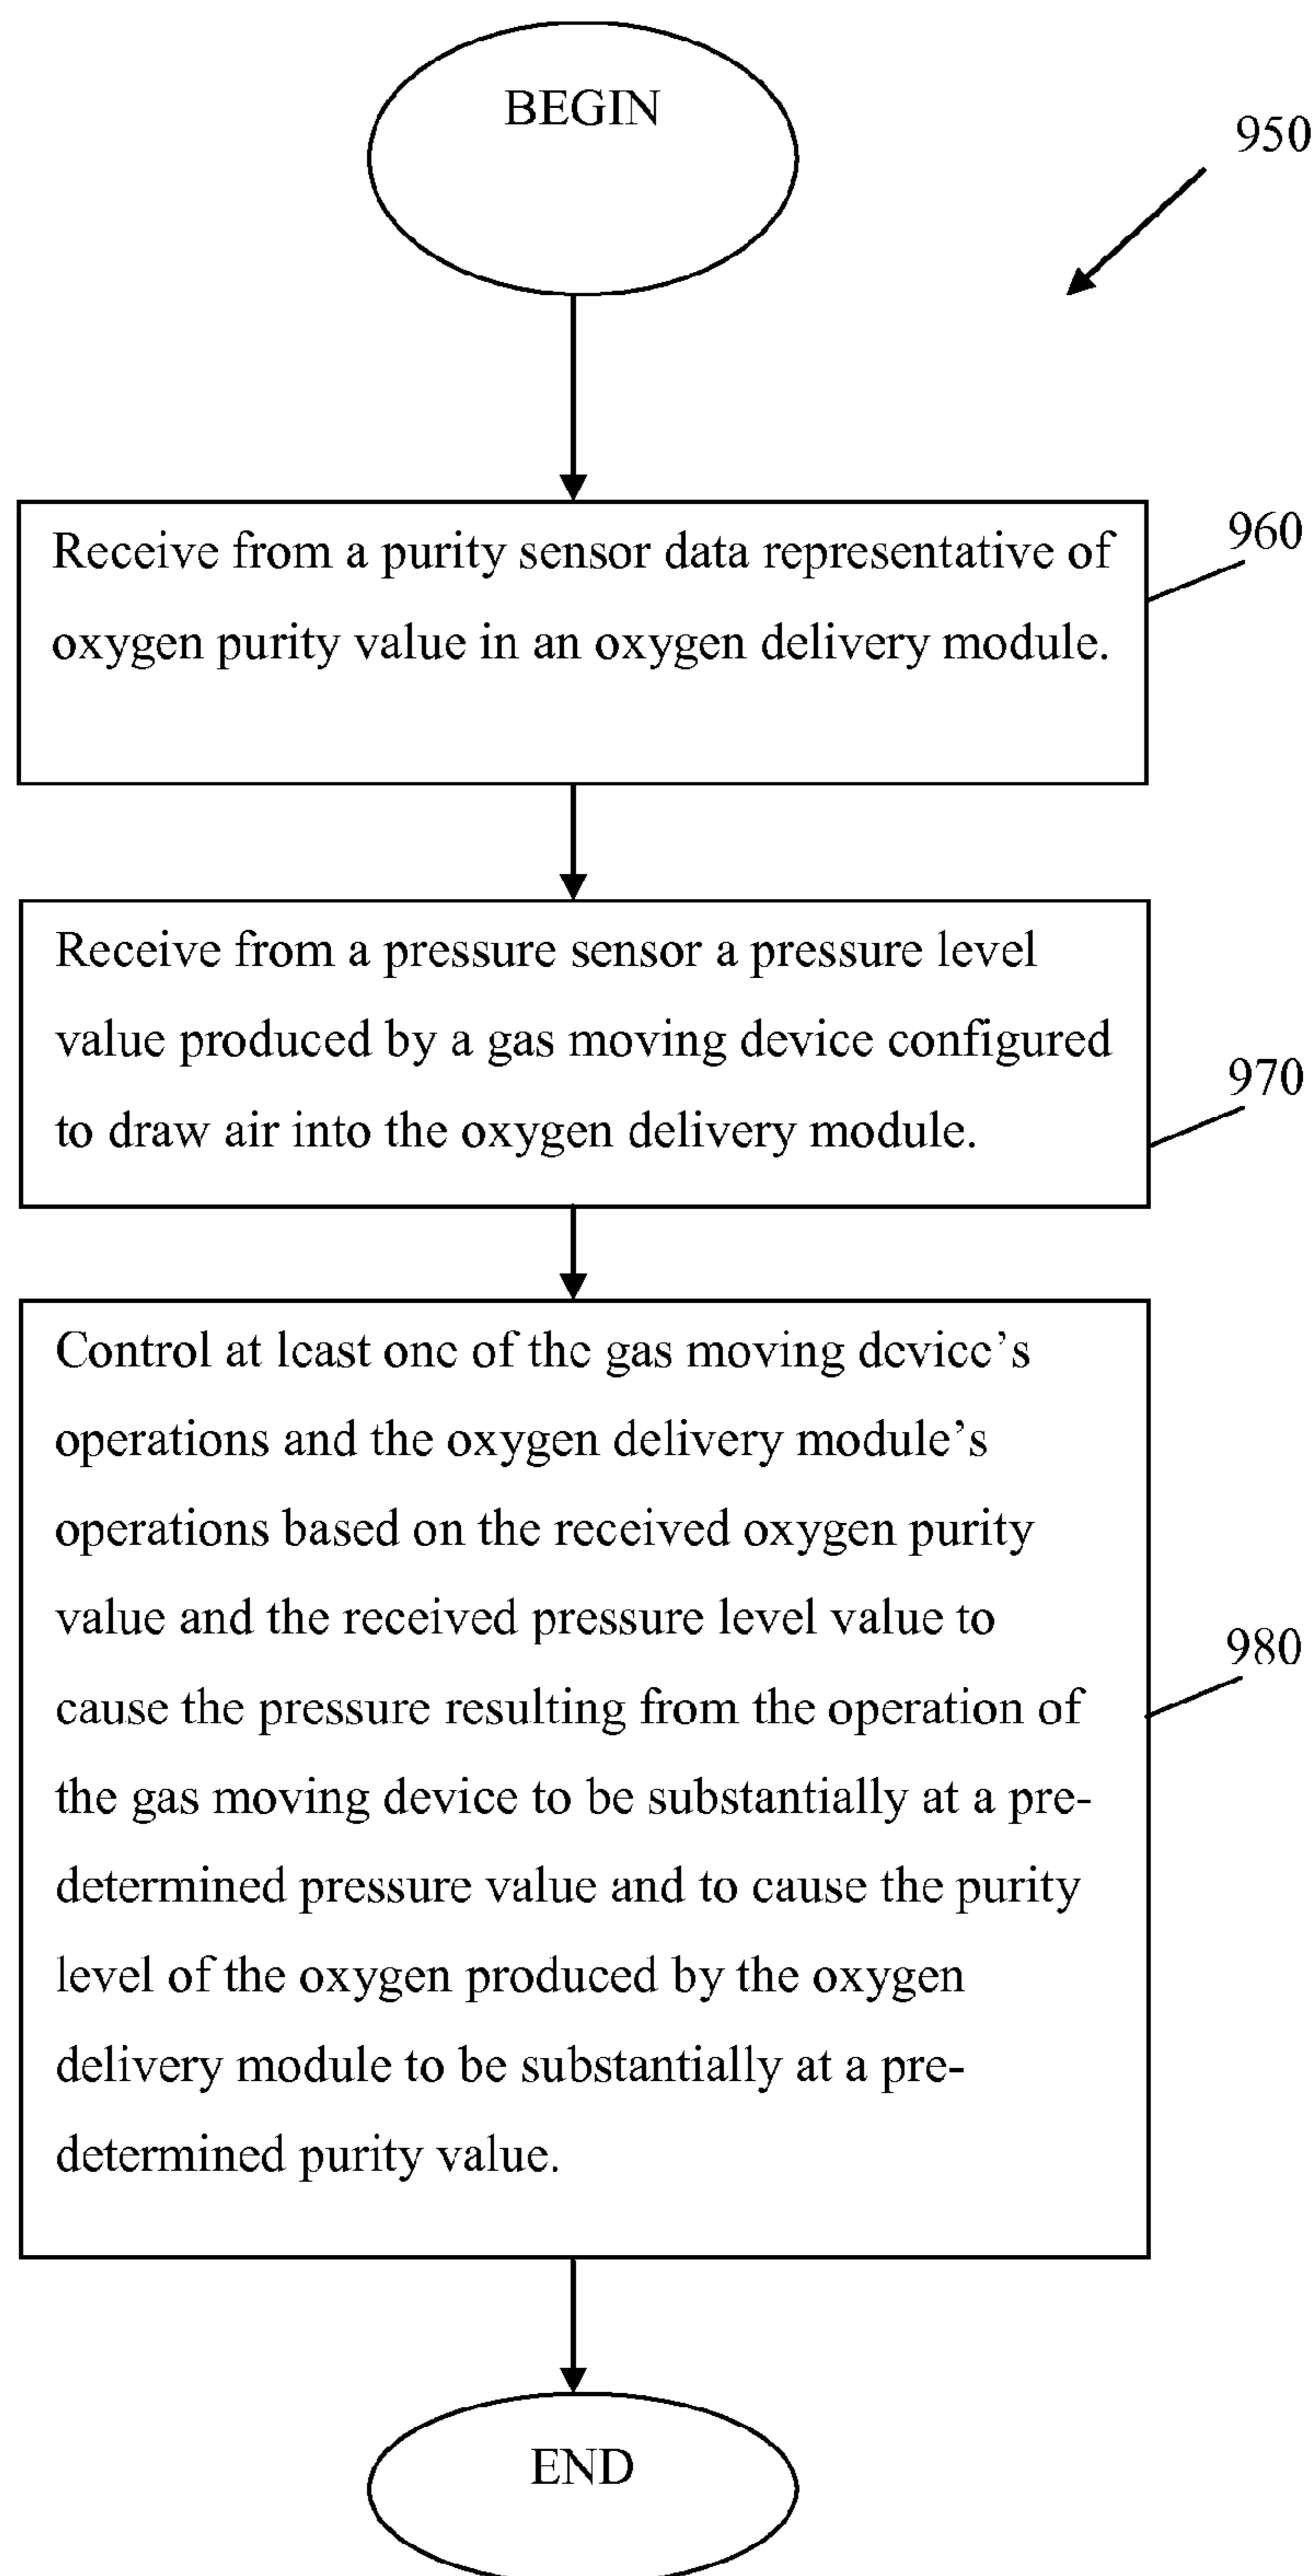 BEGIN
950
Receive from a purity sensor data representative of
oxygen purity value in an oxygen delivery module.
960
Receive from a pressure sensor a pressure level
value produced by a gas moving device configured
to draw air into the oxygen delivery module.
970
Control at least one of the gas moving device’s
operations and the oxygen delivery module’s
operations based on the received oxygen purity
value and the received pressure level value to
cause the pressure resulting from the operation of
the gas moving device to be substantially at a pre-
determined pressure value and to cause the purity
level of the oxygen produced by the oxygen
delivery module to be substantially at a pre-
determined purity value.
980
END